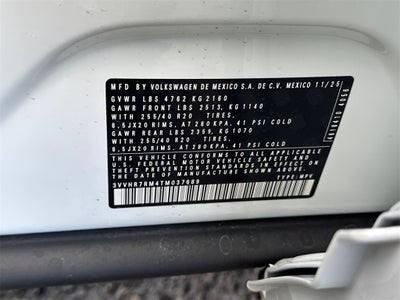 MFD BY VOLKSWAGEN DE MEXICO S.A. DE C.V. MEXICO 11/25
GVWR LBS 4762 KG 2160
GAWR FRONT LBS 2513, KG 1140
WITH 255/40 R20 TIRES,
8.5JX20 RIMS, AT 280 KPA, 41 PSI COLD
GAWR REAR LBS 2359, KG 1070
WITH 255/40 R20 TIRES,
8.5JX20 RIMS, AT 280 KPA, 41 PSI COLD
THIS VEHICLE CONFORMS TO ALL APPLICABLE
U.S. FEDERAL MOTOR VEHICLE SAFETY AND
THEFT PREVENTION STANDARDS IN EFFECT ON
THE DATE OF MANUFACTURE SHOWN ABOVE.
3VVHR7RM4TM037689
TYPE: MPV